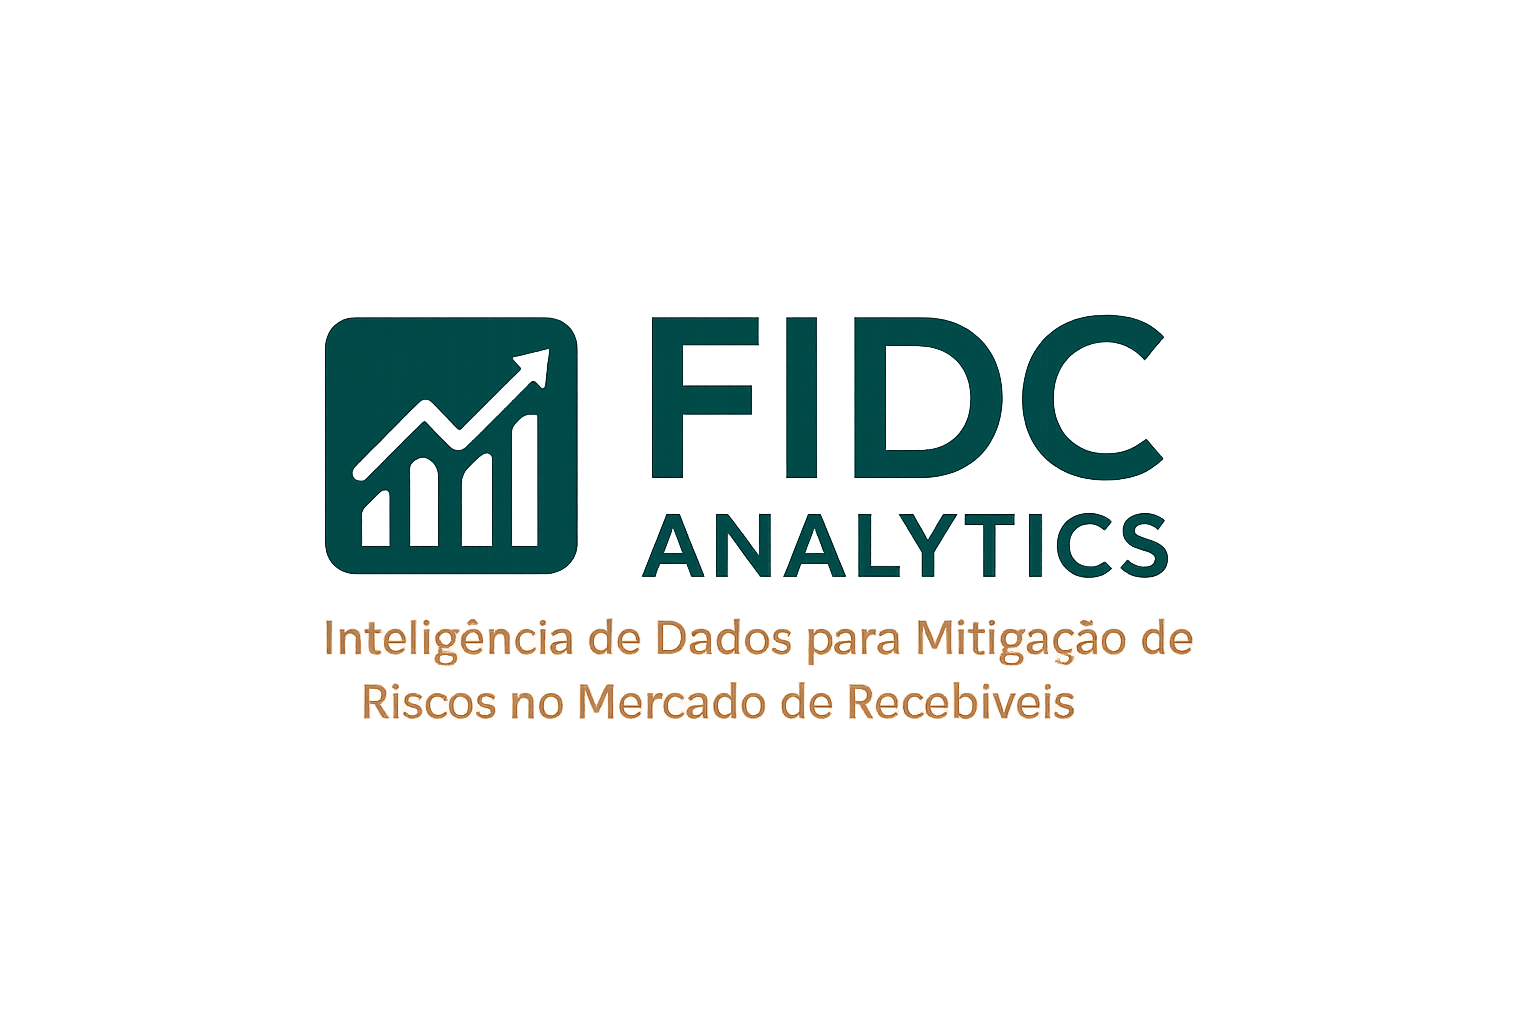 FIDC
ANALYTICS
Inteligência de Dados para Mitigação de
Riscos no Mercado de Recebiveis